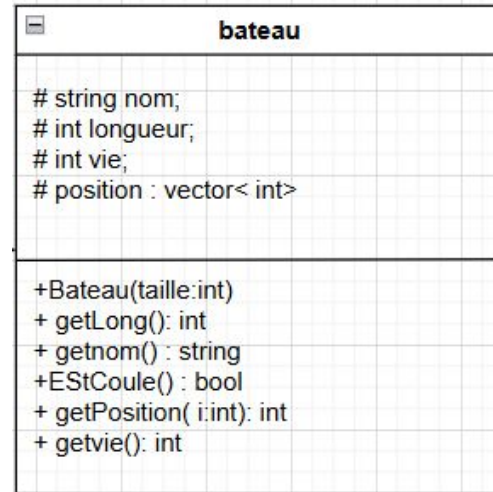 bateau
# string nom;
# int longueur;
# int vie;
# position : vector< int>
+Bateau(taille:int)
+ getLong(): int
+ getnom() : string
+EStCoule() : bool
+ getPosition( i:int): int
+ getvie(): int